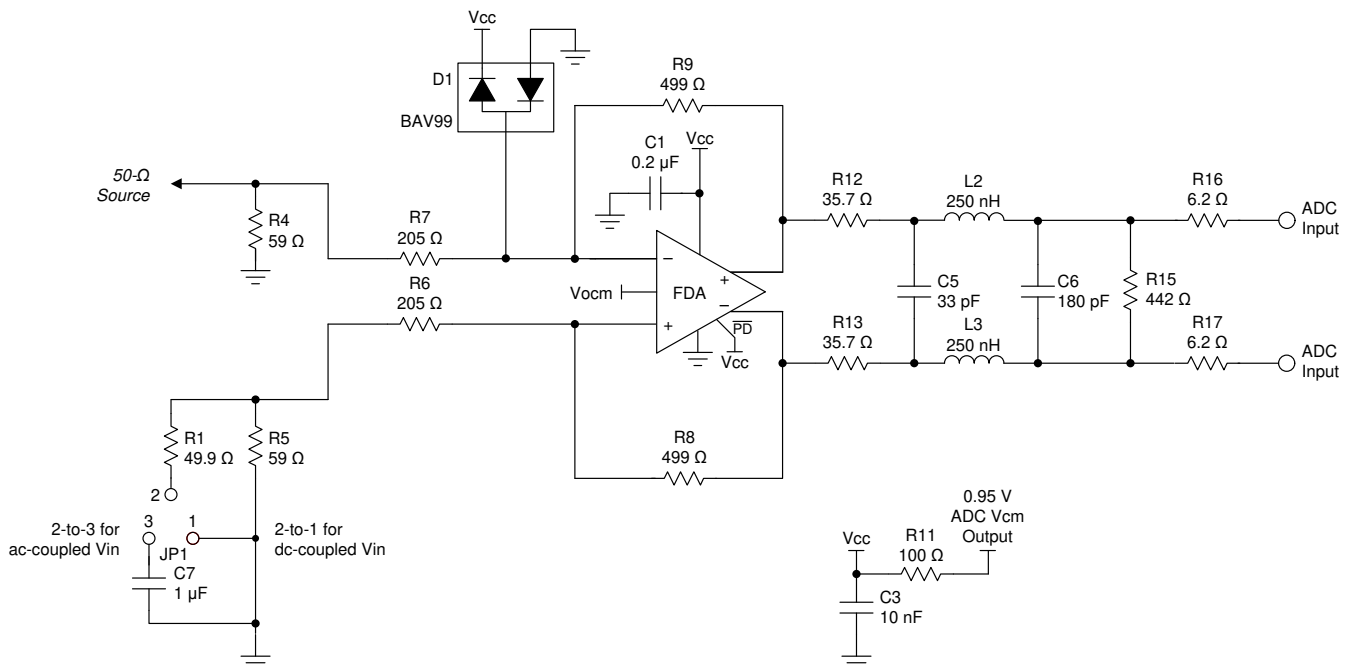 Vcc
D1
BAV99
R9
499 Ω
C1
0.2 µF
Vcc
50-Ω
Source
R4
59 Ω
R7
205 Ω
R6
205 Ω
Vocm
FDA
−
+
+
−
PD
Vcc
R12
35.7 Ω
L2
250 nH
R16
6.2 Ω
ADC
Input
C5
33 pF
C6
180 pF
R15
442 Ω
R13
35.7 Ω
L3
250 nH
R17
6.2 Ω
ADC
Input
R1
49.9 Ω
R5
59 Ω
R8
499 Ω
2
3
1
2-to-3 for
ac-coupled Vin
JP1
2-to-1 for
dc-coupled Vin
C7
1 µF
Vcc
R11
100 Ω
0.95 V
ADC Vcm
Output
C3
10 nF